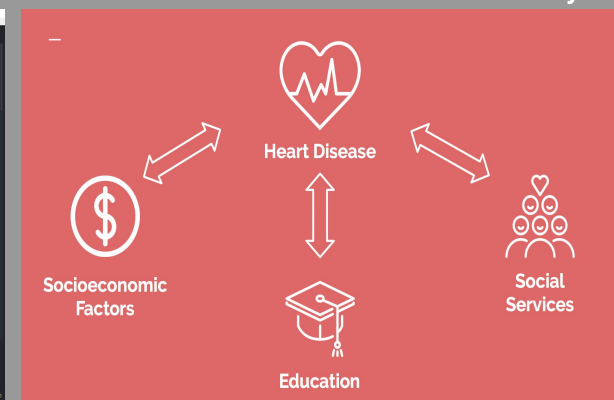 Heart Disease
Socioeconomic
Factors
Social
Services
Education